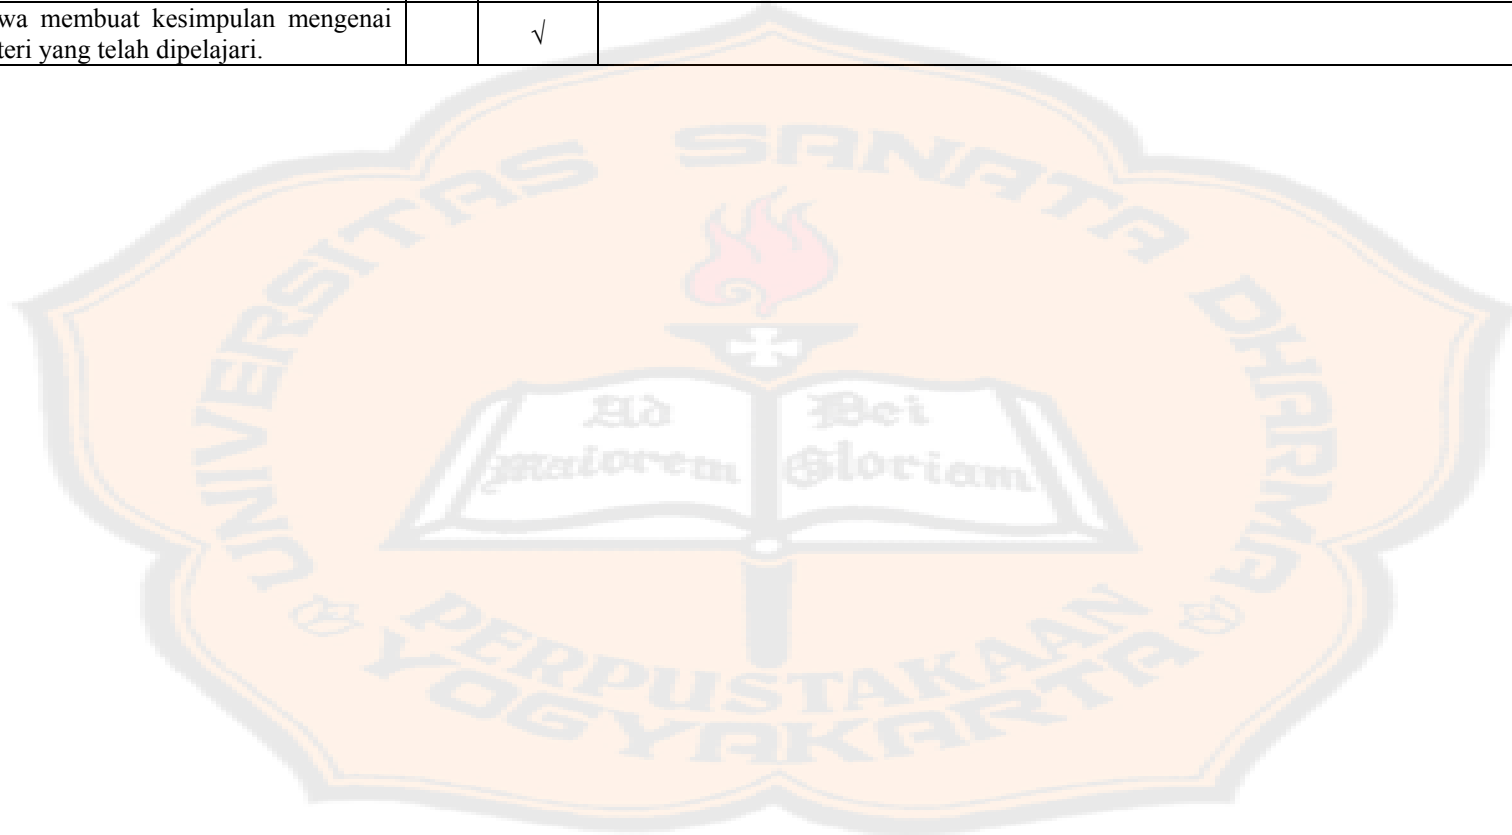 wa membuat kesimpulan mengenai
teri yang telah dipelajari.
√
UNIVERSITAS SANATA DHARMA
Ad
Maiorem
Dei
Gloriam
PERPUSTAKAAN
YOGYAKARTA